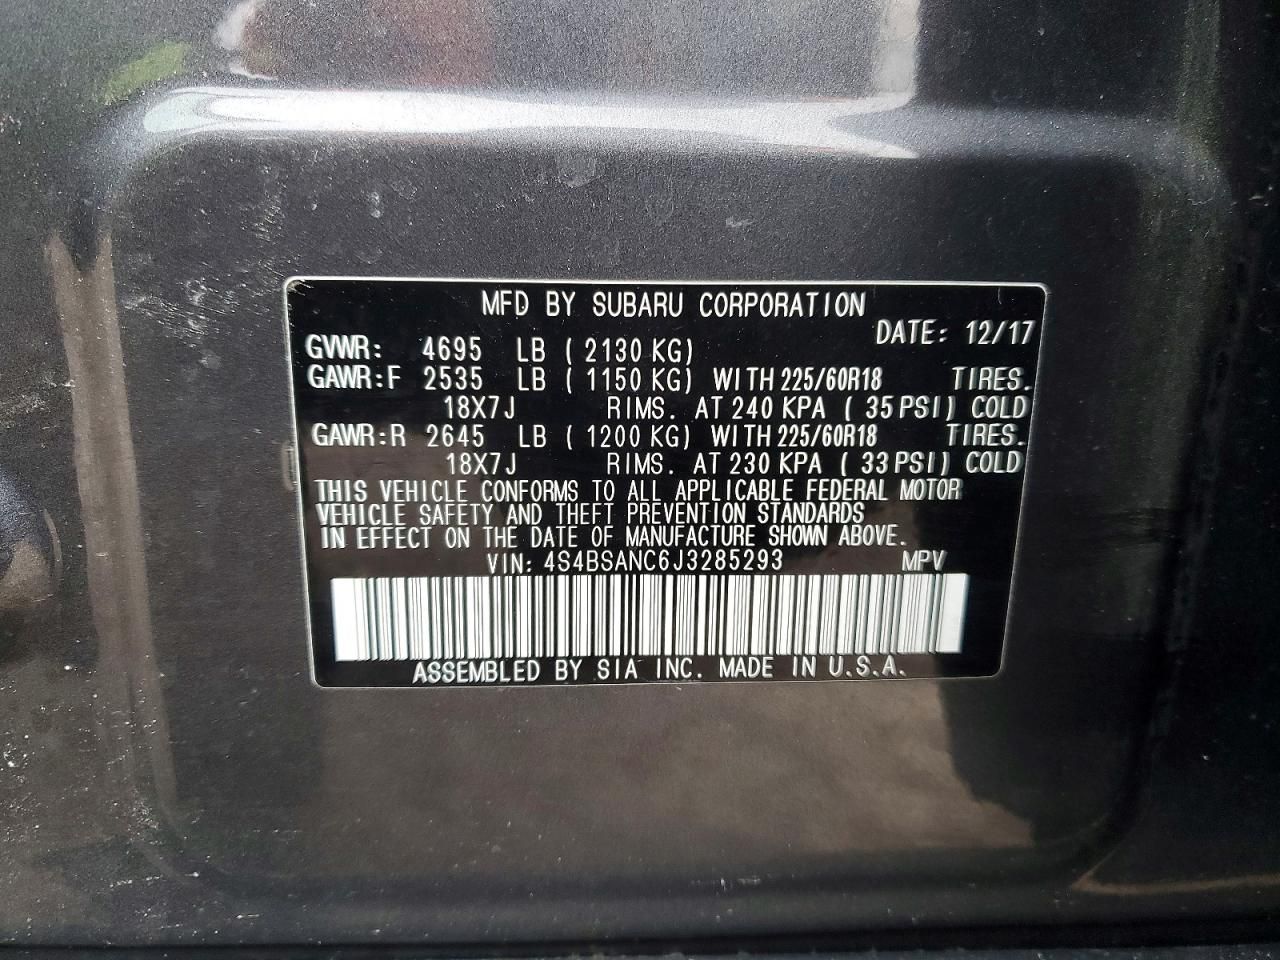 MFD BY SUBARU CORPORATION
DATE: 12/17
GVWR: 4695 LB ( 2130 KG)
GAWR:F 2535 LB ( 1150 KG) WITH 225/60R18 TIRES.
18X7J RIMS. AT 240 KPA ( 35 PSI) COLD
GAWR:R 2645 LB ( 1200 KG) WITH 225/60R18 TIRES.
18X7J RIMS. AT 230 KPA ( 33 PSI) COLD
THIS VEHICLE CONFORMS TO ALL APPLICABLE FEDERAL MOTOR
VEHICLE SAFETY AND THEFT PREVENTION STANDARDS
IN EFFECT ON THE DATE OF MANUFACTURE SHOWN ABOVE.
VIN: 4S4BSANC6J3285293 MPV
ASSEMBLED BY SIA INC. MADE IN U.S.A.